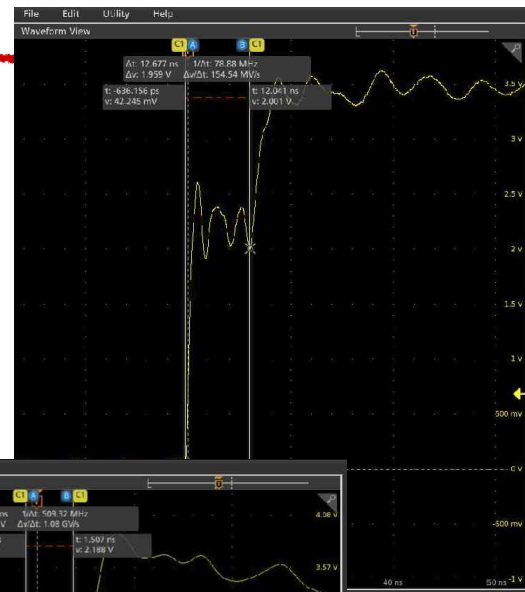 File Edit Utility Help
Waveform View
C1 A B C1
Δt: 12.677 ns 1/Δt: 78.88 MHz
Δv: 1.959 V Δv/Δt: 154.54 MV/s
t: -636.156 ps
v: 42.245 mV
t: 12.041 ns
v: 2.001 V
3.5 V
3 V
2.5 V
2 V
1 V
500 mV
0 V
-500 mV
-1 V
40 ns 50 ns
C1 A B C1
ns 1/Δt: 509.32 MHz
V Δv/Δt: 1.08 GV/s
t: 1.507 ns
v: 2.188 V
4.08 V
3.57 V